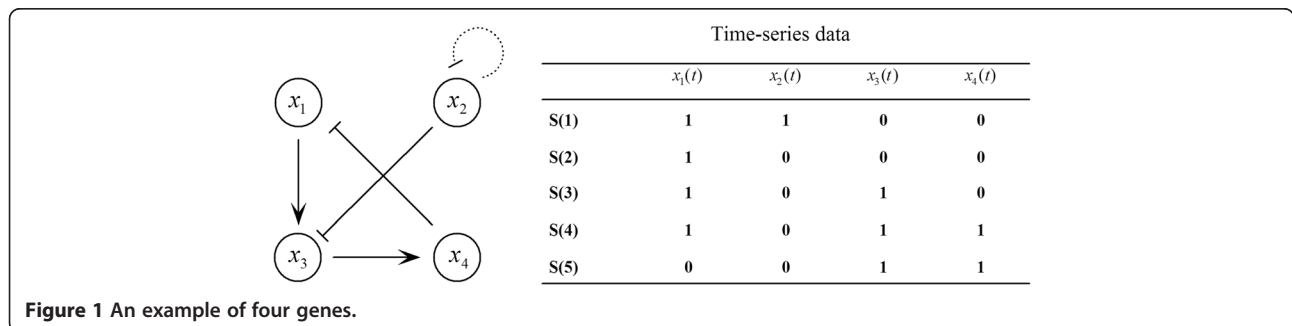 x1
x2
x3
x4
Time-series data
x1(t) x2(t) x3(t) x4(t)
S(1) 1 1 0 0
S(2) 1 0 0 0
S(3) 1 0 1 0
S(4) 1 0 1 1
S(5) 0 0 1 1
Figure 1 An example of four genes.